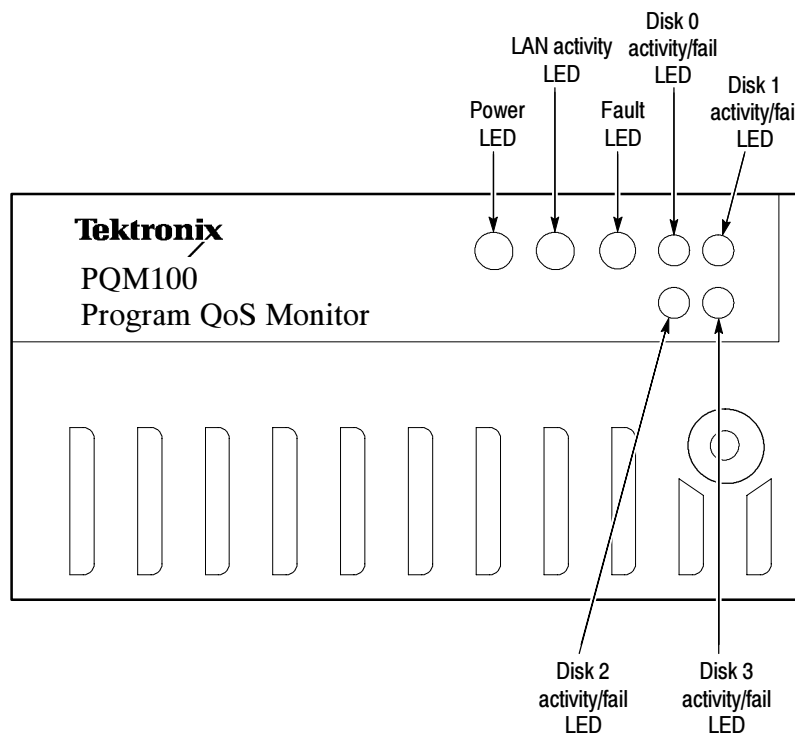 Disk 0
activity/fail
LED
LAN activity
LED
Disk 1
activity/fail
LED
Power
LED
Fault
LED
Tektronix
PQM100
Program QoS Monitor
Disk 2
activity/fail
LED
Disk 3
activity/fail
LED